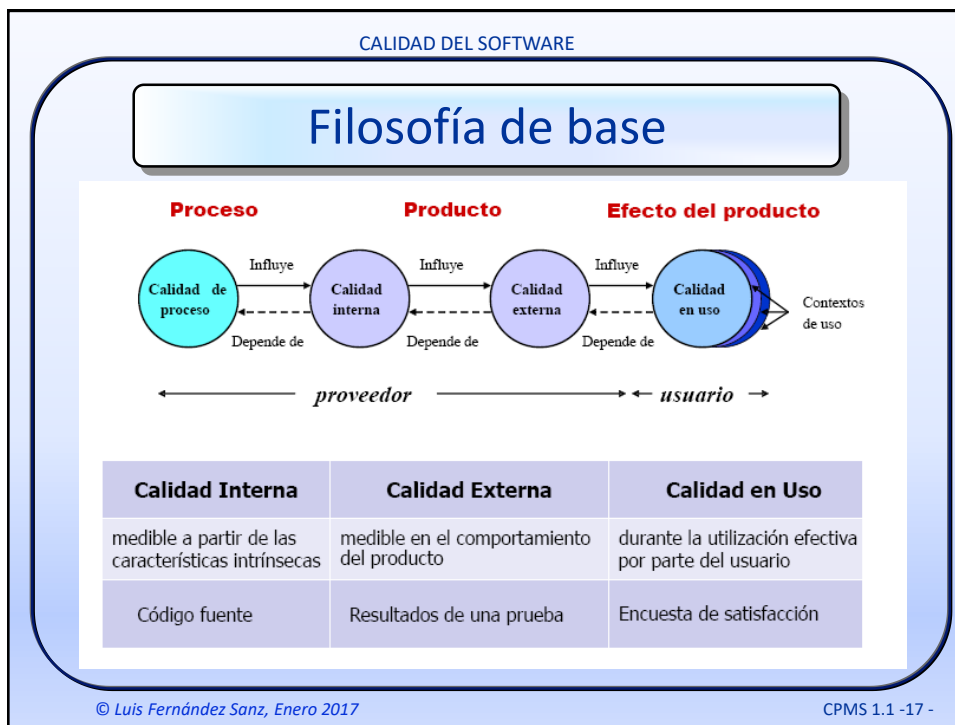 CALIDAD DEL SOFTWARE
Filosofía de base
Proceso
Producto
Efecto del producto
Calidad de
proceso
Influye
Depende de
Calidad
interna
Influye
Depende de
Calidad
externa
Influye
Depende de
Calidad
en uso
Contextos
de uso
proveedor
usuario
Calidad Interna
Calidad Externa
Calidad en Uso
medible a partir de las
características intrínsecas
medible en el comportamiento
del producto
durante la utilización efectiva
por parte del usuario
Código fuente
Resultados de una prueba
Encuesta de satisfacción
© Luis Fernández Sanz, Enero 2017
CPMS 1.1 -17 -